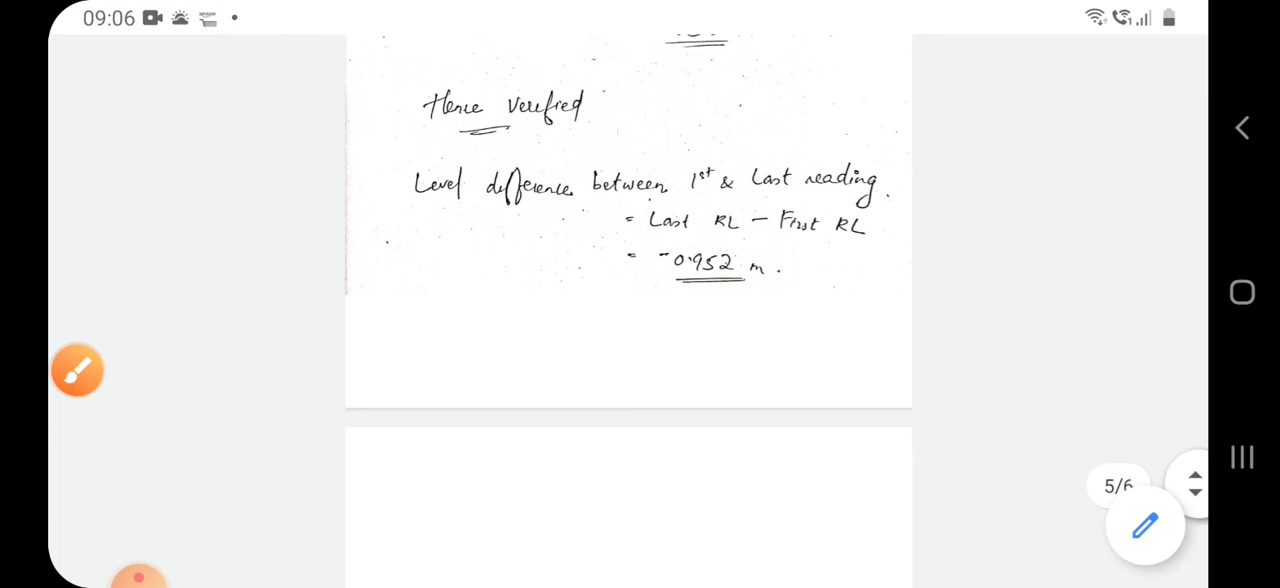 09:06
Hence Verified
Level difference between 1st & Last reading.
= Last RL - First RL
= -0.952 m.
5/6